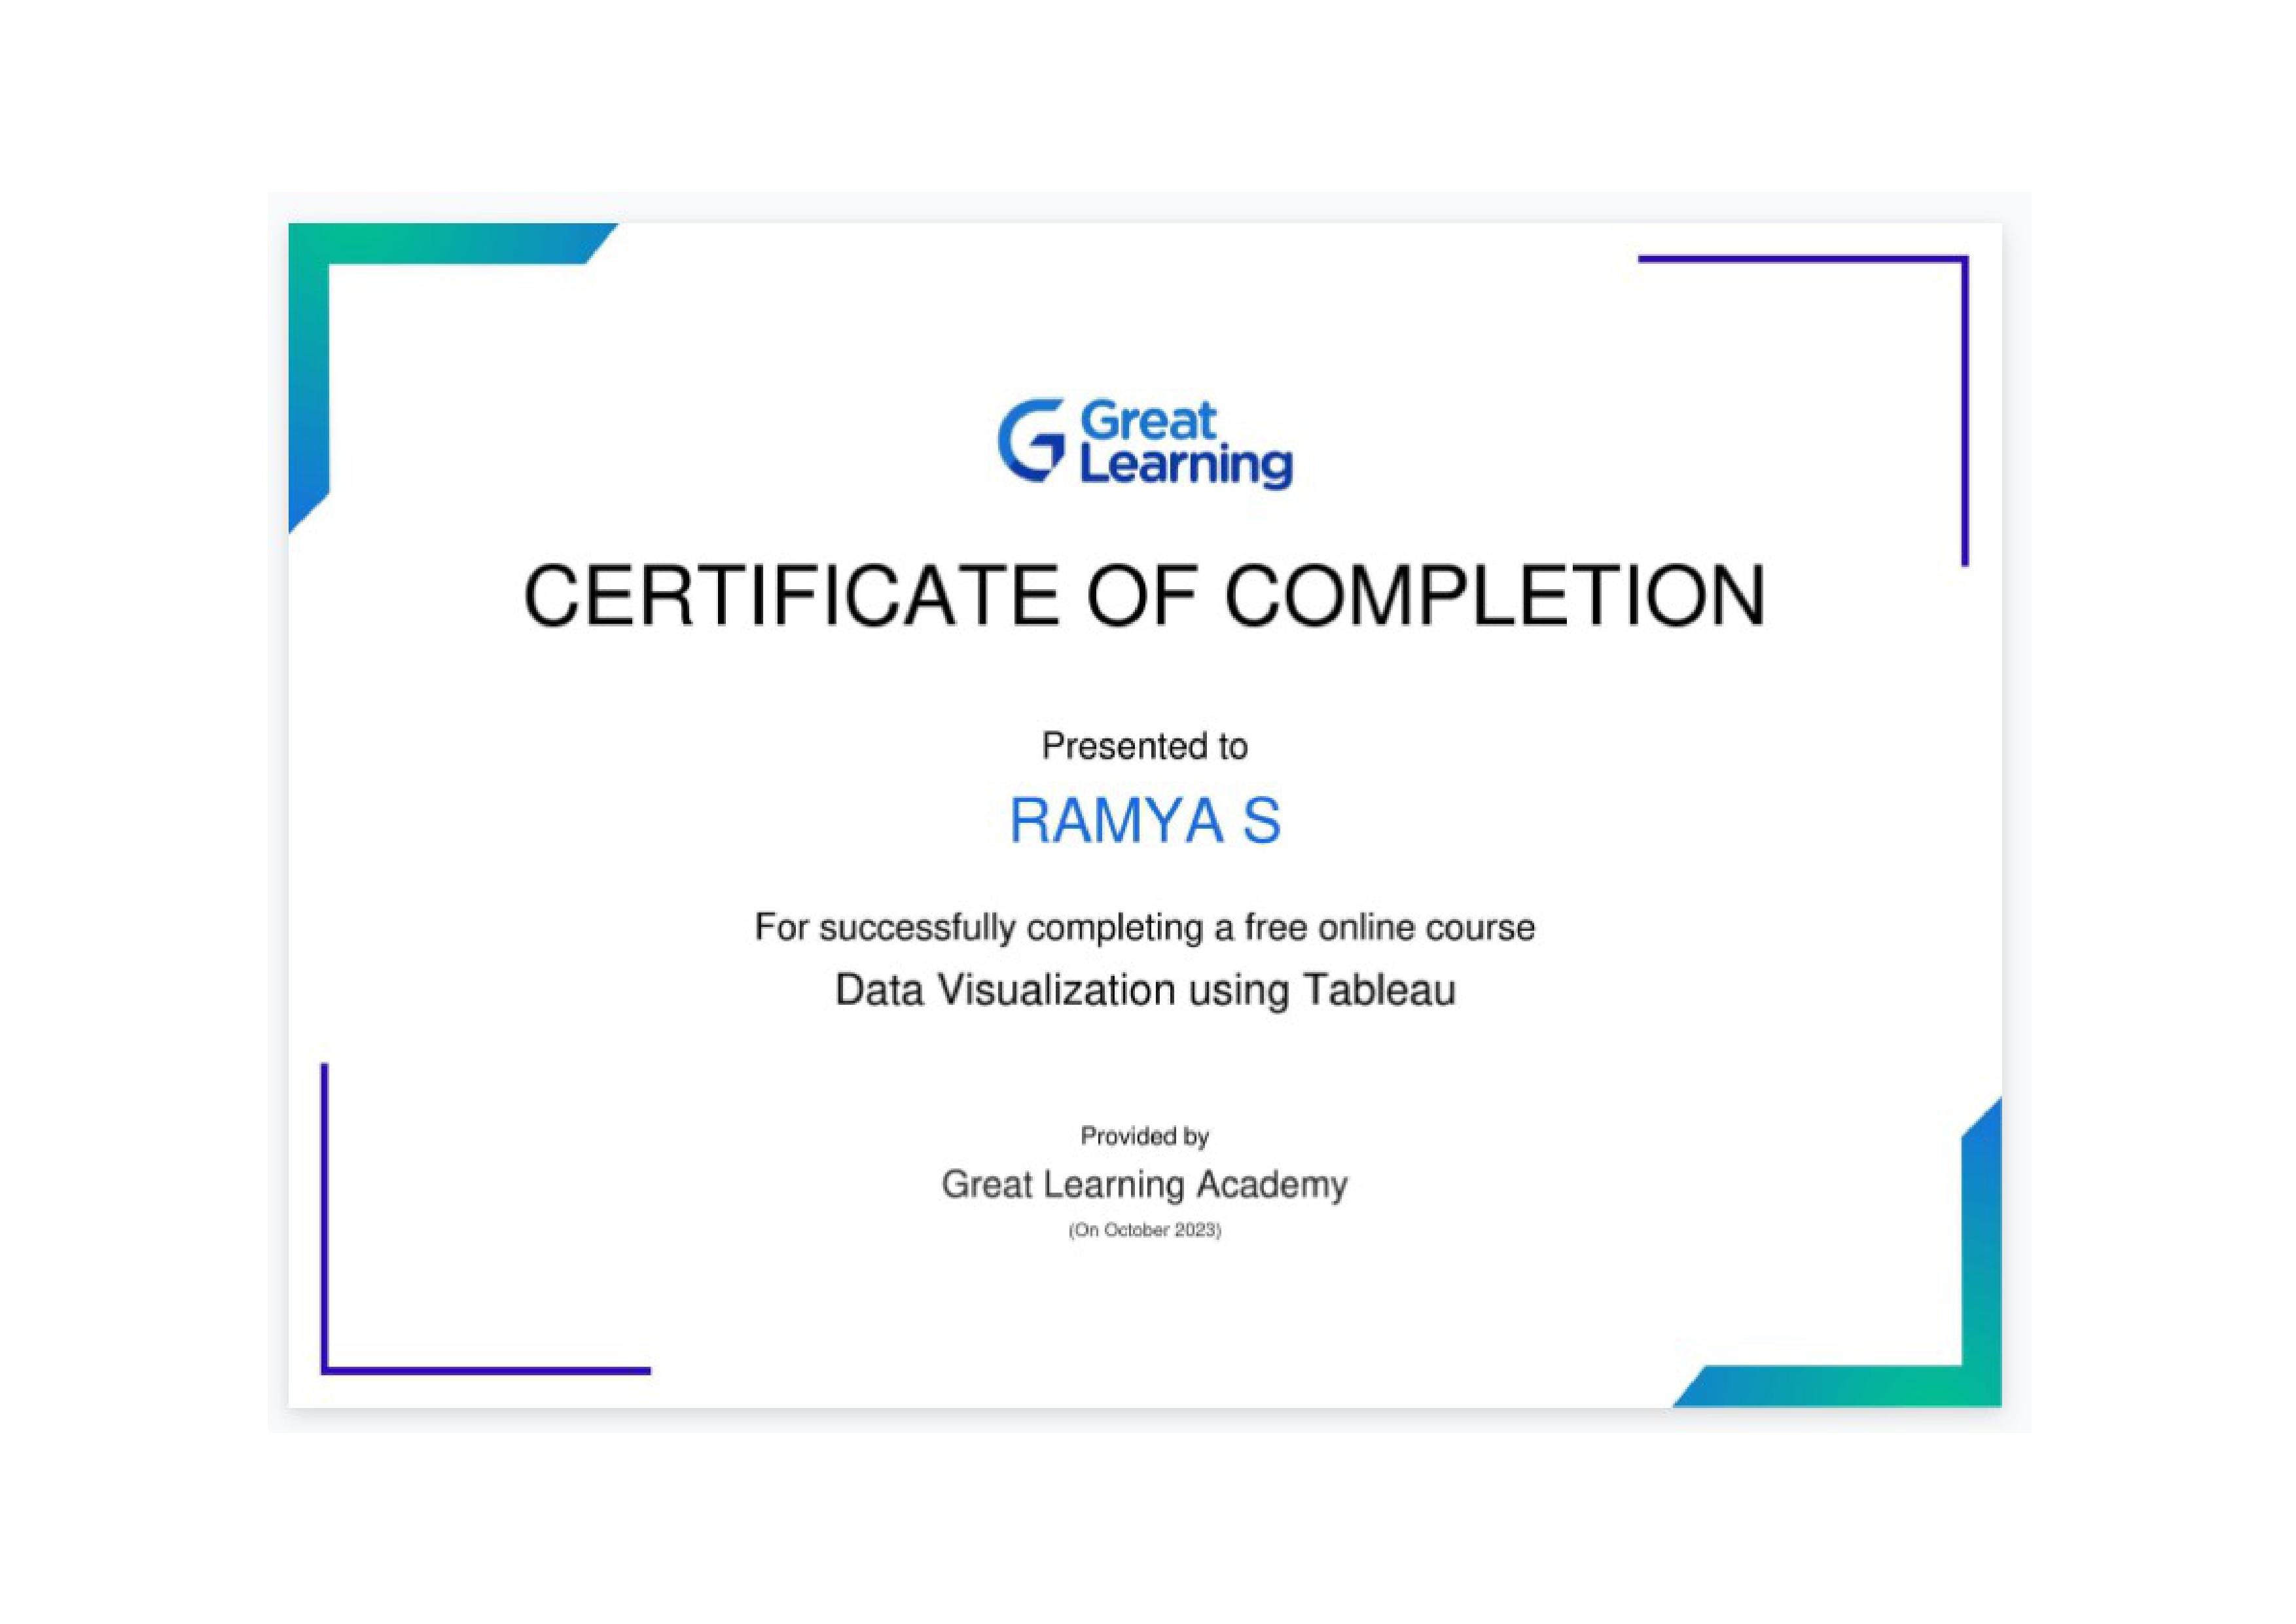 Great
Learning
CERTIFICATE OF COMPLETION
Presented to
RAMYA S
For successfully completing a free online course
Data Visualization using Tableau
Provided by
Great Learning Academy
(On October 2023)